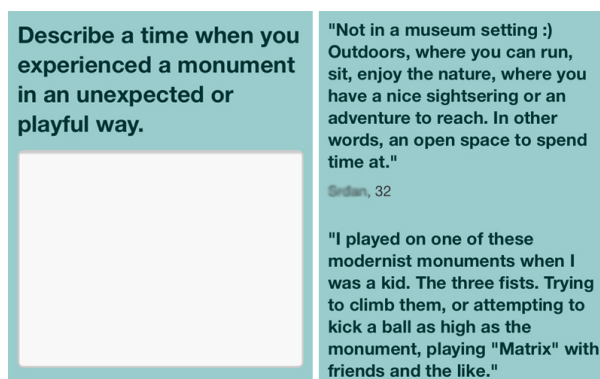 Describe a time when you
experienced a monument
in an unexpected or
playful way.
"Not in a museum setting :)
Outdoors, where you can run,
sit, enjoy the nature, where you
have a nice sightsering or an
adventure to reach. In other
words, an open space to spend
time at."
, 32
"I played on one of these
modernist monuments when I
was a kid. The three fists. Trying
to climb them, or attempting to
kick a ball as high as the
monument, playing "Matrix" with
friends and the like."